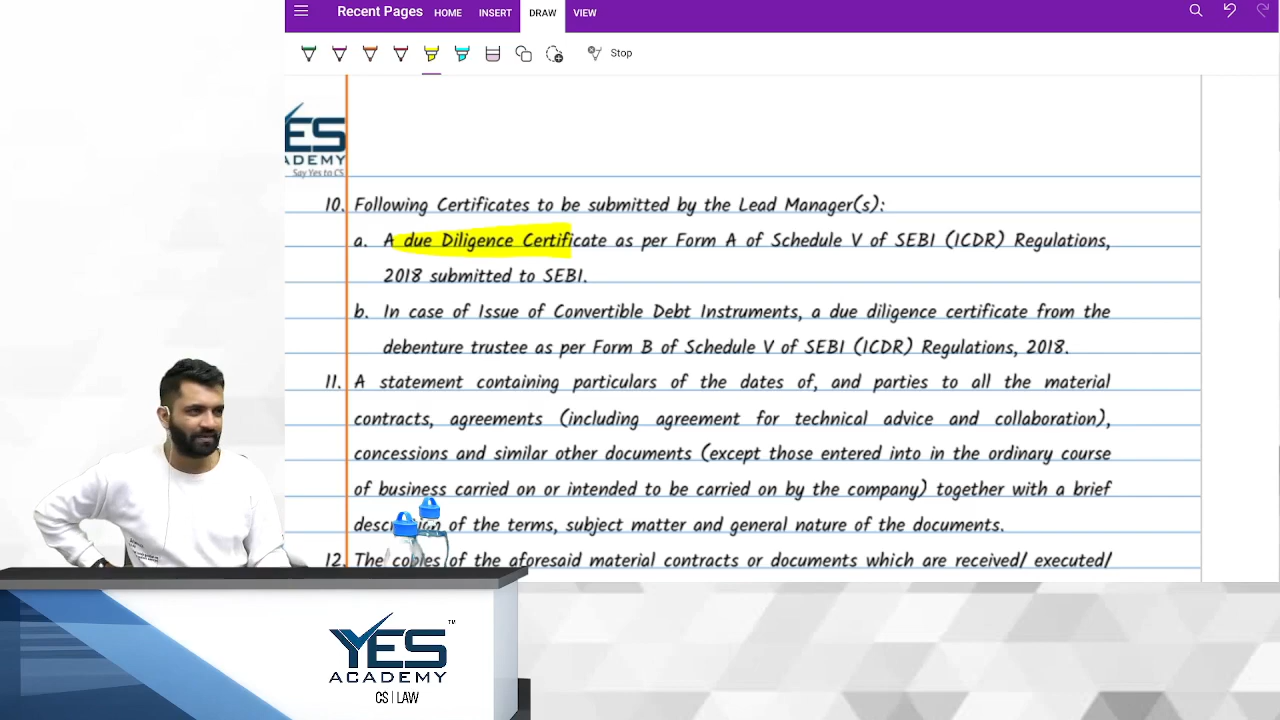 Recent Pages HOME INSERT DRAW VIEW
Stop
ES
ADEMY
Say Yes to CS
10. Following Certificates to be submitted by the Lead Manager(s):
a. A due Diligence Certificate as per Form A of Schedule V of SEBI (ICDR) Regulations,
2018 submitted to SEBI.
b. In case of Issue of Convertible Debt Instruments, a due diligence certificate from the
debenture trustee as per Form B of Schedule V of SEBI (ICDR) Regulations, 2018.
11. A statement containing particulars of the dates of, and parties to all the material
contracts, agreements (including agreement for technical advice and collaboration),
concessions and similar other documents (except those entered into in the ordinary course
of business carried on or intended to be carried on by the company) together with a brief
of the terms, subject matter and general nature of the documents.
12. The copies of the aforesaid material contracts or documents which are received/ executed/
YES™
ACADEMY
CS | LAW